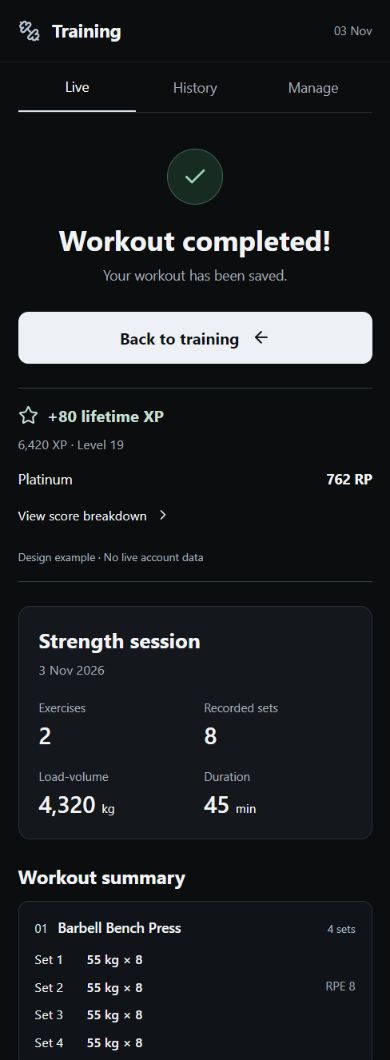 Training
03 Nov
Live
History
Manage
Workout completed!
Your workout has been saved.
Back to training
+80 lifetime XP
6,420 XP · Level 19
Platinum
762 RP
View score breakdown
Design example · No live account data
Strength session
3 Nov 2026
Exercises
Recorded sets
2
8
Load-volume
Duration
4,320 kg
45 min
Workout summary
01 Barbell Bench Press
4 sets
Set 1 55 kg × 8
Set 2 55 kg × 8 RPE 8
Set 3 55 kg × 8
Set 4 55 kg × 8